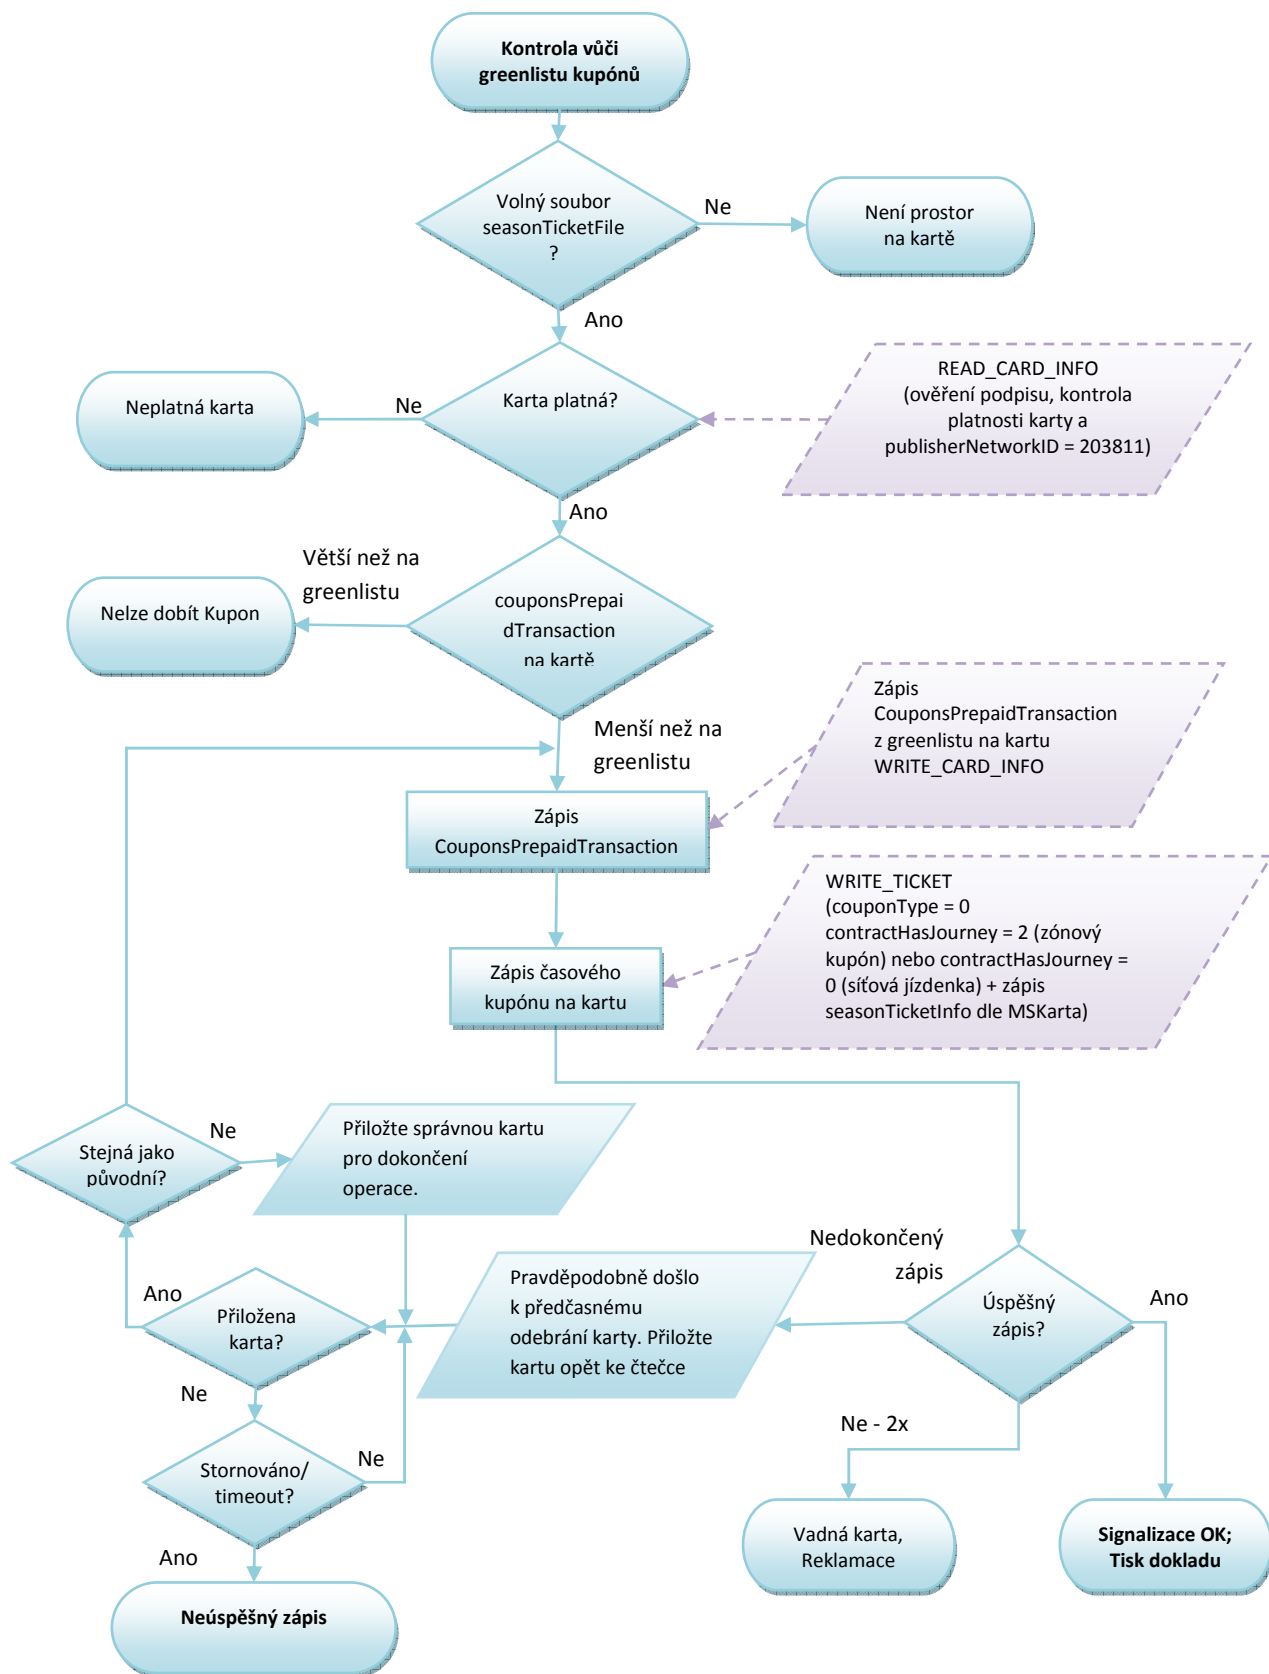 Kontrola vůči
greenlistu kupónů
Volný soubor
seasonTicketFile
?
Ne
Není prostor
na kartě
Ano
READ_CARD_INFO
(ověření podpisu, kontrola
platnosti karty a
publisherNetworkID = 203811)
Karta platná?
Ne
Neplatná karta
Ano
Větší než na
greenlistu
Nelze dobít Kupon
couponsPrepai
dTransaction
na kartě
Menší než na
greenlistu
Zápis
CouponsPrepaidTransaction
z greenlistu na kartu
WRITE_CARD_INFO
Zápis
CouponsPrepaidTransaction
WRITE_TICKET
(couponType = 0
contractHasJourney = 2 (zónový
kupón) nebo contractHasJourney =
0 (síťová jízdenka) + zápis
seasonTicketInfo dle MSKarta)
Zápis časového
kupónu na kartu
Stejná jako
původní?
Ne
Přiložte správnou kartu
pro dokončení
operace.
Nedokončený
zápis
Pravděpodobně došlo
k předčasnému
odebrání karty. Přiložte
kartu opět ke čtečce
Úspěšný
zápis?
Ano
Ano
Přiložena
karta?
Ne
Ne - 2x
Stornováno/
timeout?
Ne
Ano
Vadná karta,
Reklamace
Signalizace OK;
Tisk dokladu
Neúspěšný zápis